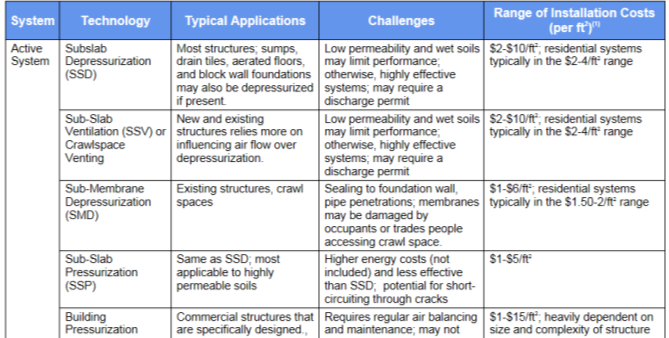 System Technology Typical Applications Challenges Range of Installation Costs
(per ft²)⁽¹⁾
Active
System
Subslab
Depressurization
(SSD)
Most structures; sumps,
drain tiles, aerated floors,
and block wall foundations
may also be depressurized
if present.
Low permeability and wet soils
may limit performance;
otherwise, highly effective
systems; may require a
discharge permit
$2-$10/ft²; residential systems
typically in the $2-4/ft² range
Sub-Slab
Ventilation (SSV) or
Crawlspace
Venting
New and existing
structures relies more on
influencing air flow over
depressurization.
Low permeability and wet soils
may limit performance;
otherwise, highly effective
systems; may require a
discharge permit
$2-$10/ft²; residential systems
typically in the $2-4/ft² range
Sub-Membrane
Depressurization
(SMD)
Existing structures, crawl
spaces
Sealing to foundation wall,
pipe penetrations; membranes
may be damaged by
occupants or trades people
accessing crawl space.
$1-$6/ft²; residential systems
typically in the $1.50-2/ft² range
Sub-Slab
Pressurization
(SSP)
Same as SSD; most
applicable to highly
permeable soils
Higher energy costs (not
included) and less effective
than SSD;  potential for short-
circuiting through cracks
$1-$5/ft²
Building
Pressurization
Commercial structures that
are specifically designed.,
Requires regular air balancing
and maintenance; may not
$1-$15/ft²; heavily dependent on
size and complexity of structure